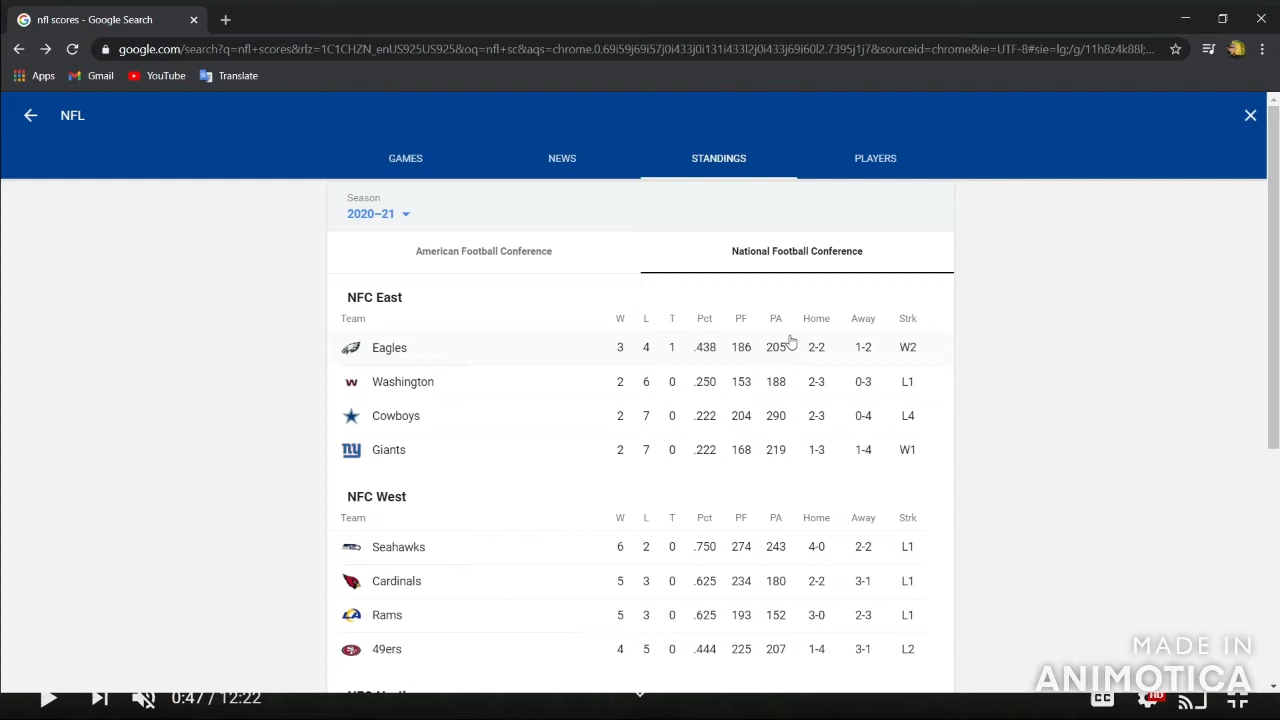 nfl scores - Google Search
google.com/search?q=nfl+scores&rlz=1C1CHZN_enUS925US925&oq=nfl+sc&aqs=chrome.0.69i59j69i57j0i433j0i131i433l2j0i433j69i60l2.7395j1j7&sourceid=chrome&ie=UTF-8#sie=lg;/g/11h8z4k88l;...
Apps Gmail YouTube Translate
NFL
GAMES NEWS STANDINGS PLAYERS
Season
2020–21
American Football Conference National Football Conference
NFC East
Team W L T Pct PF PA Home Away Strk
Eagles 3 4 1 .438 186 205 2-2 1-2 W2
W Washington 2 6 0 .250 153 188 2-3 0-3 L1
Cowboys 2 7 0 .222 204 290 2-3 0-4 L4
ny Giants 2 7 0 .222 168 219 1-3 1-4 W1
NFC West
Team W L T Pct PF PA Home Away Strk
Seahawks 6 2 0 .750 274 243 4-0 2-2 L1
Cardinals 5 3 0 .625 234 180 2-2 3-1 L1
Rams 5 3 0 .625 193 152 3-0 2-3 L1
49ers 4 5 0 .444 225 207 1-4 3-1 L2
MADE IN
ANIMOTICA
0:47 / 12:22 CC HD